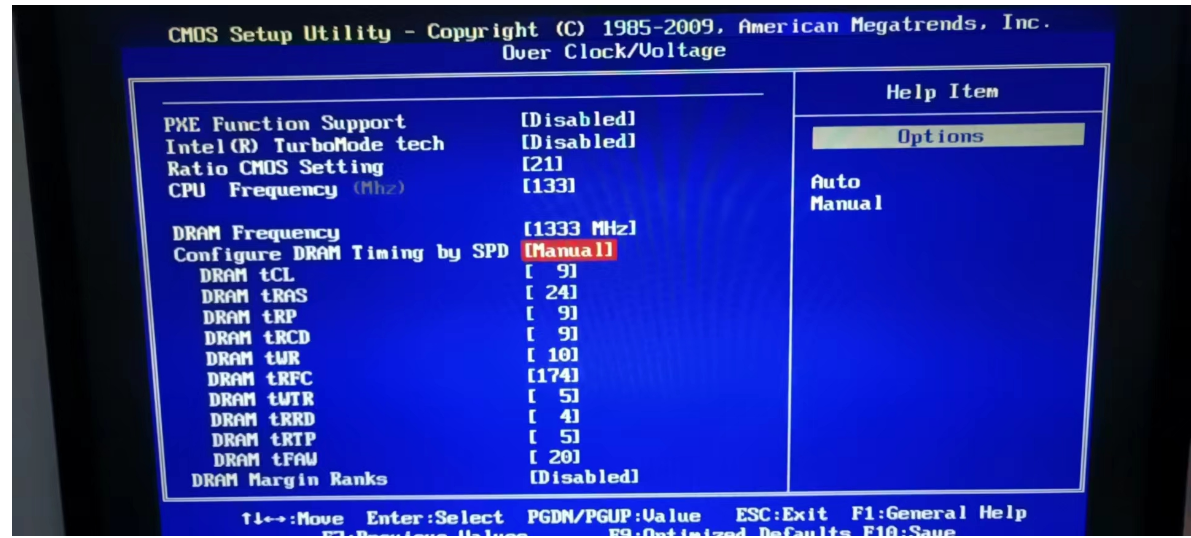 CMOS Setup Utility - Copyright (C) 1985-2009, American Megatrends, Inc.
Over Clock/Voltage
PXE Function Support [Disabled]
Intel(R) TurboMode tech [Disabled]
Ratio CMOS Setting [21]
CPU Frequency (Mhz) [133]
DRAM Frequency [1333 MHz]
Configure DRAM Timing by SPD [Manual]
DRAM tCL [ 9]
DRAM tRAS [ 24]
DRAM tRP [ 9]
DRAM tRCD [ 9]
DRAM tWR [ 10]
DRAM tRFC [174]
DRAM tWTR [ 5]
DRAM tRRD [ 4]
DRAM tRTP [ 5]
DRAM tFAW [ 20]
DRAM Margin Ranks [Disabled]
Help Item
Options
Auto
Manual
↑↓←→:Move Enter:Select PGDN/PGUP:Value ESC:Exit F1:General Help
F7:Previous Values F9:Optimized Defaults F10:Save